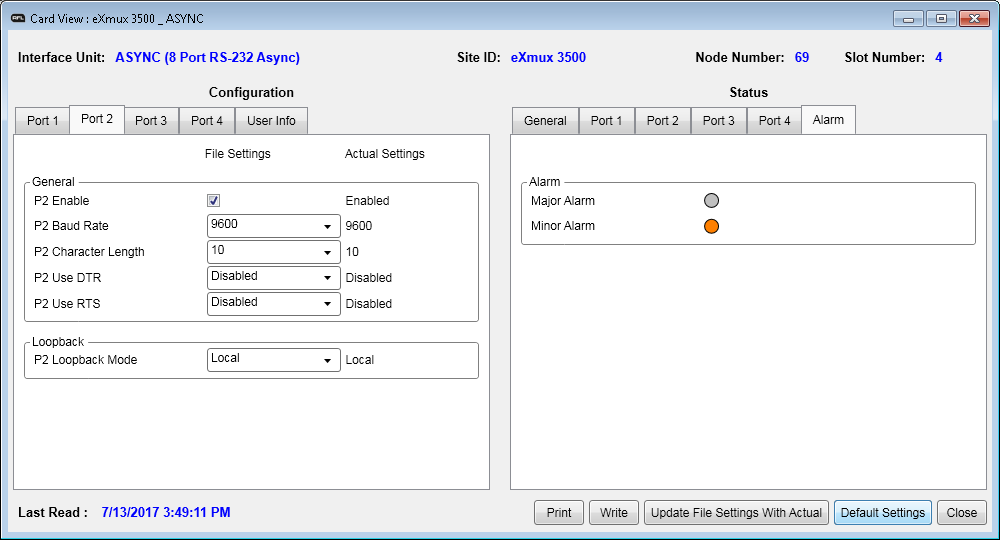 AFL Card View : eXmux 3500 _ ASYNC
Interface Unit: ASYNC (8 Port RS-232 Async) Site ID: eXmux 3500 Node Number: 69 Slot Number: 4
Configuration
Port 1 Port 2 Port 3 Port 4 User Info
File Settings Actual Settings
General
P2 Enable Enabled
P2 Baud Rate 9600 9600
P2 Character Length 10 10
P2 Use DTR Disabled Disabled
P2 Use RTS Disabled Disabled
Loopback
P2 Loopback Mode Local Local
Status
General Port 1 Port 2 Port 3 Port 4 Alarm
Alarm
Major Alarm
Minor Alarm
Last Read : 7/13/2017 3:49:11 PM
Print Write Update File Settings With Actual Default Settings Close